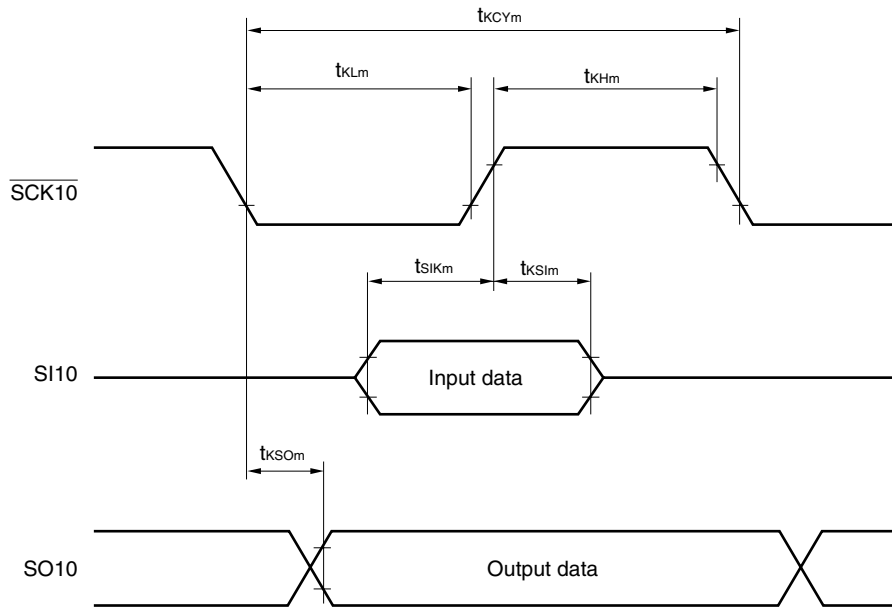 tKCYm
tKLm
tKHm
SCK10
tSIKm
tKSIm
SI10
Input data
tKSOm
SO10
Output data